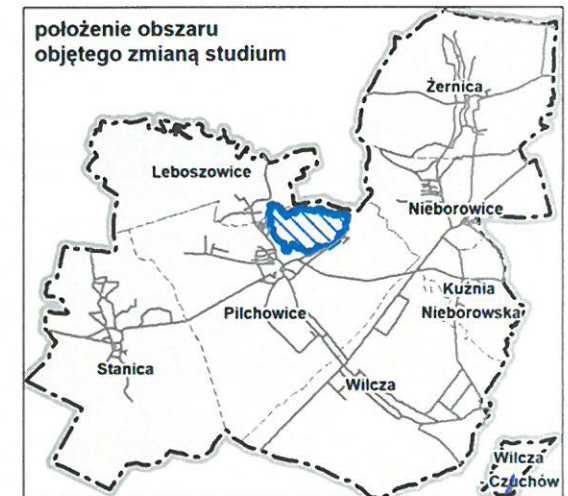 położenie obszaru
objętego zmianą studium
Żernica
Leboszowice
Nieborowice
Kuźnia
Nieborowska
Pilchowice
Stanica
Wilcza
Wilcza
Czuchów